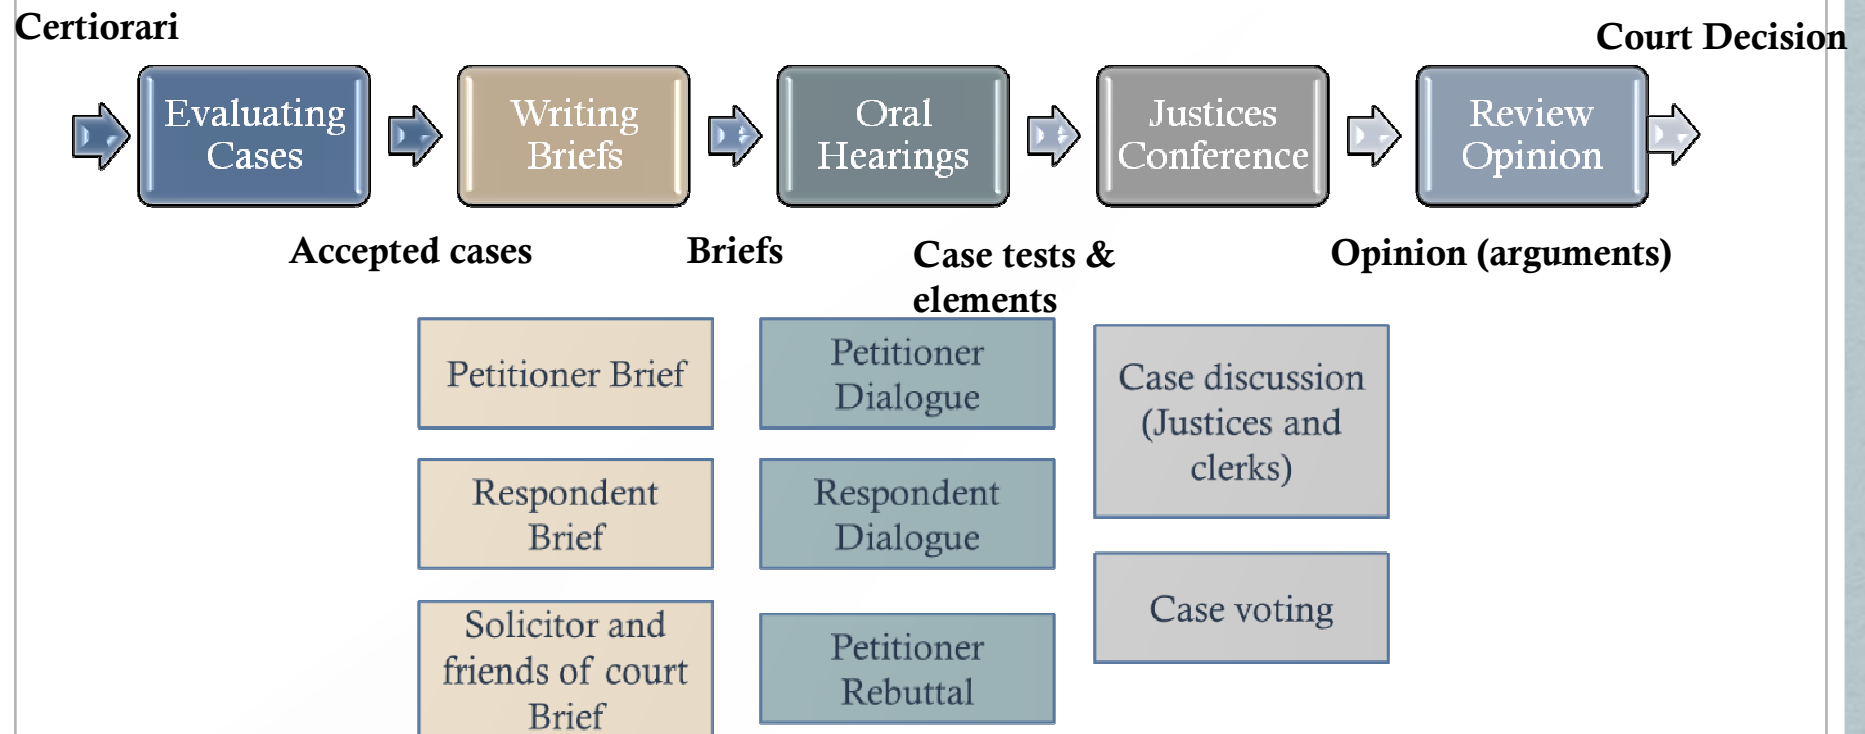 Certiorari
Court Decision
Evaluating
Cases
Writing
Briefs
Oral
Hearings
Justices
Conference
Review
Opinion
Accepted cases
Briefs
Case tests &
elements
Opinion (arguments)
Petitioner Brief
Respondent
Brief
Solicitor and
friends of court
Brief
Petitioner
Dialogue
Respondent
Dialogue
Petitioner
Rebuttal
Case discussion
(Justices and
clerks)
Case voting